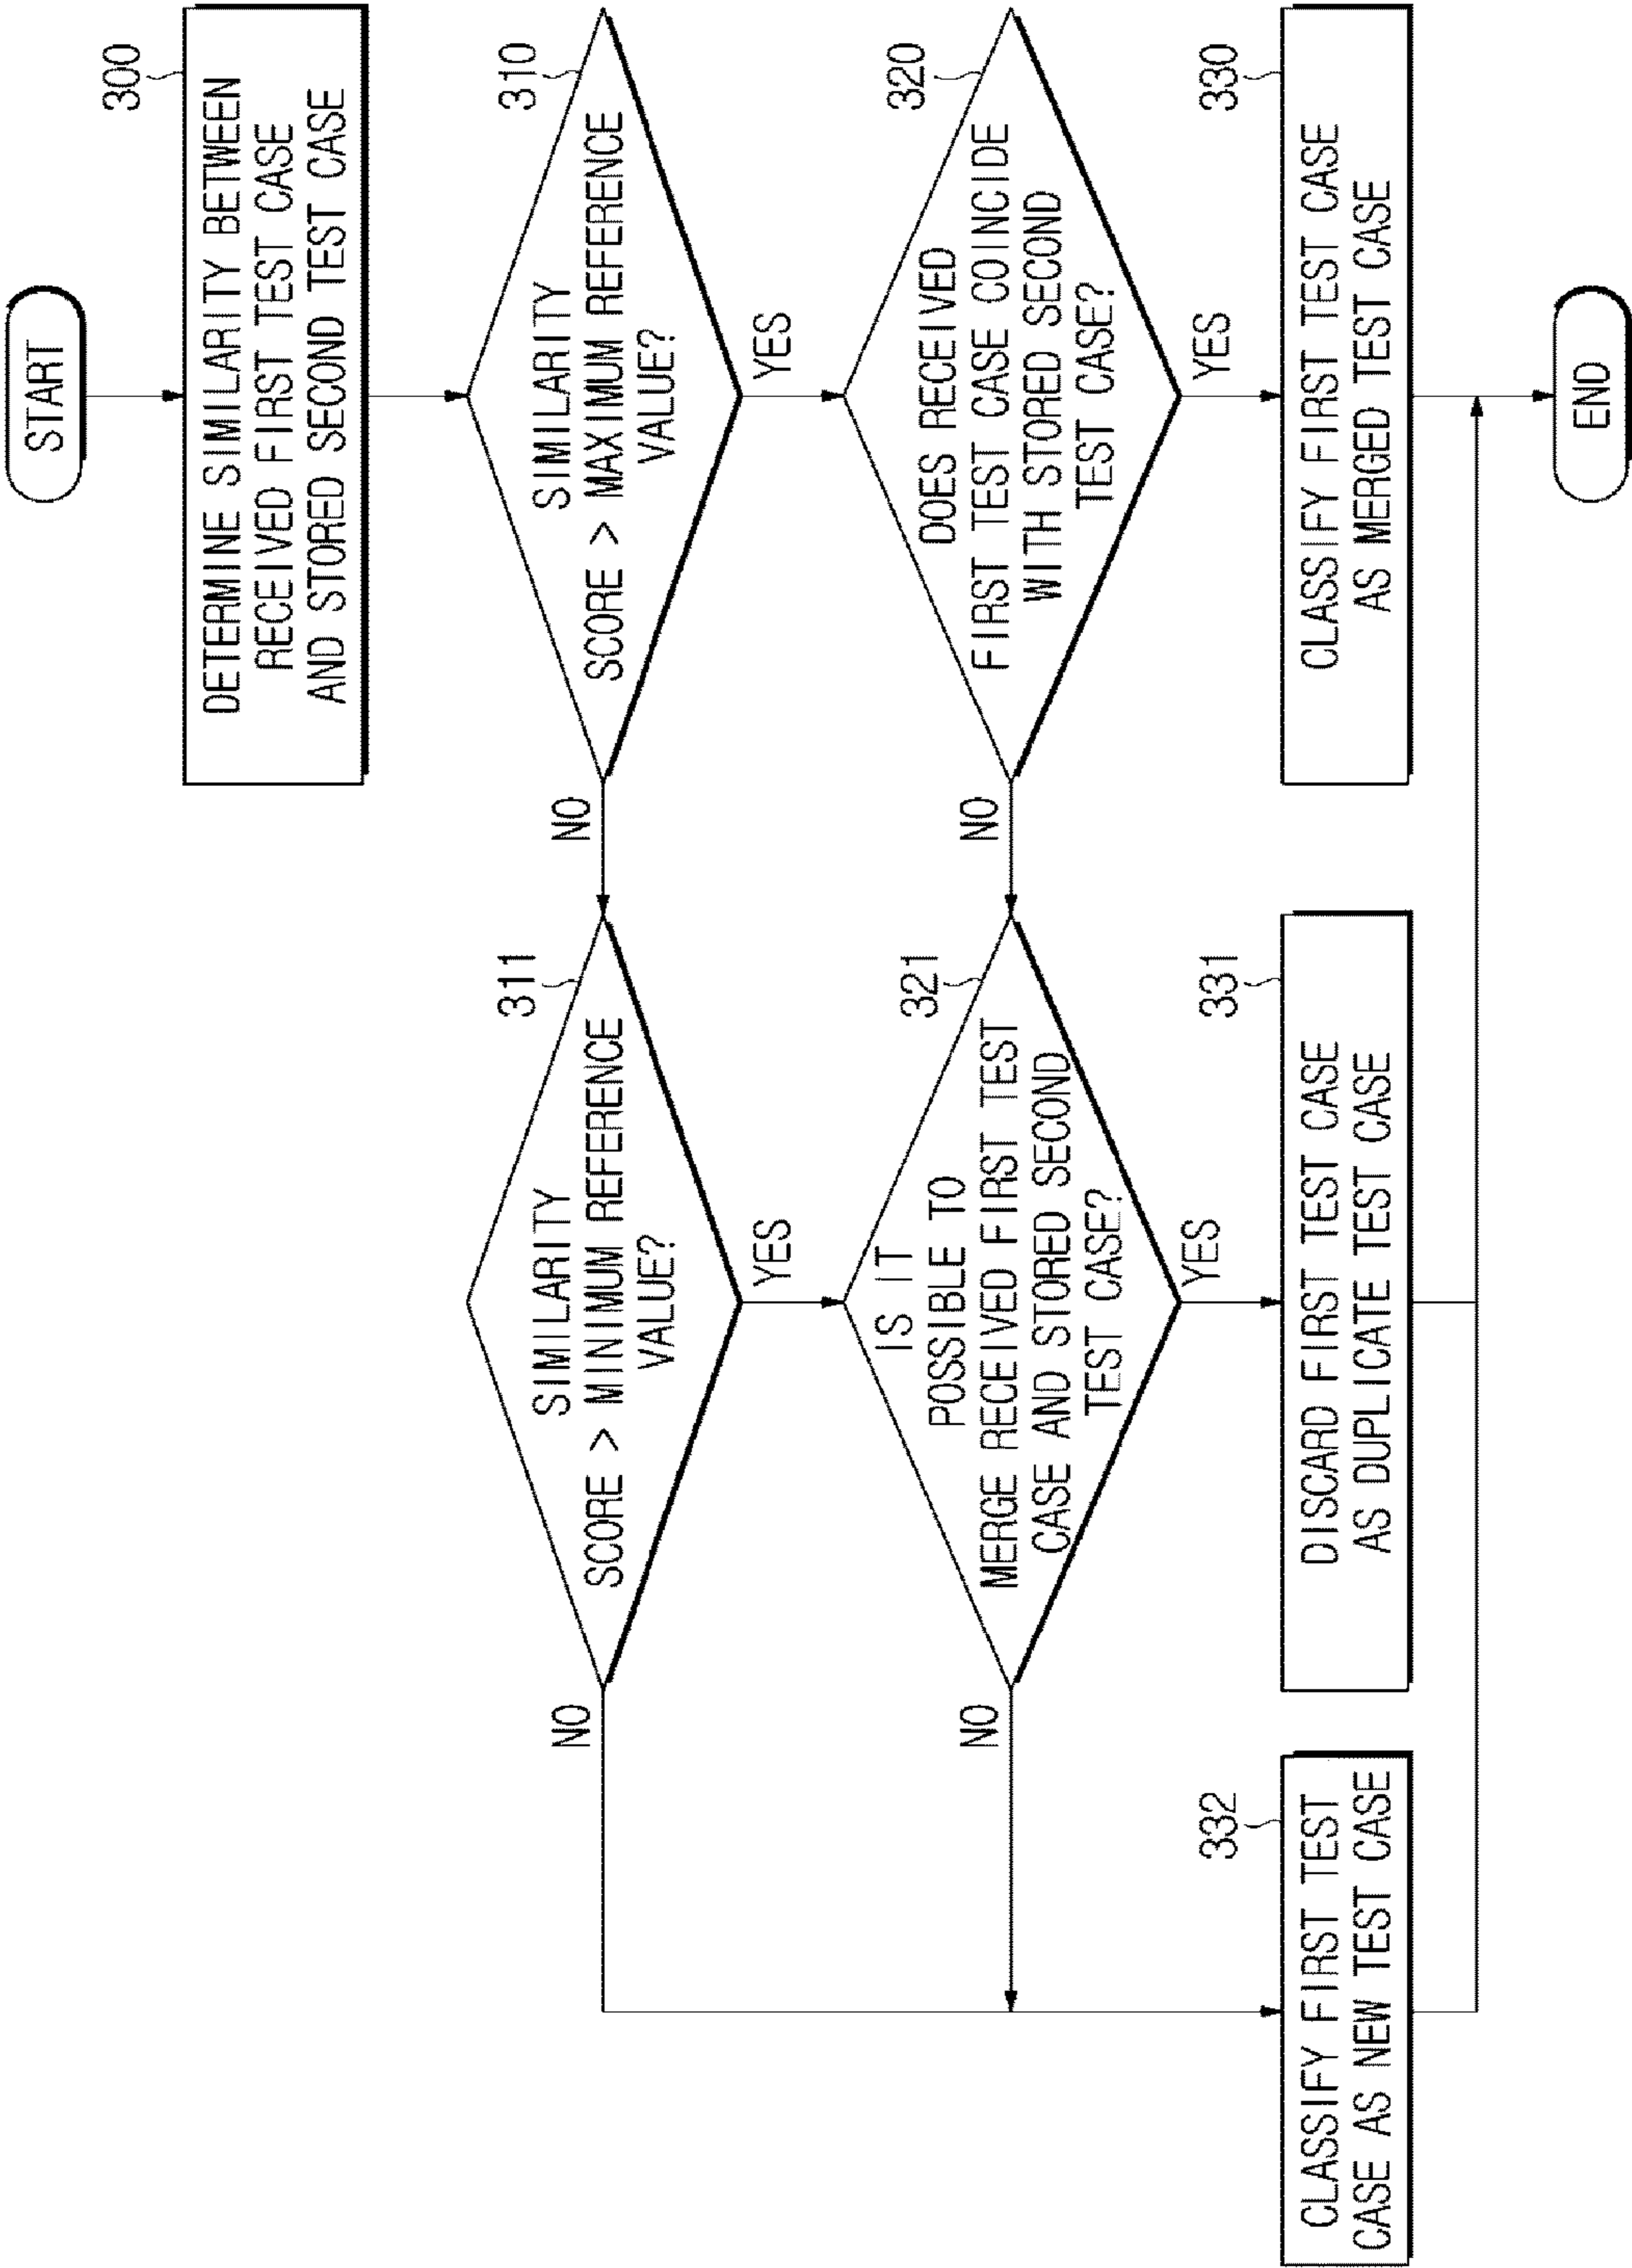 START
300
DETERMINE SIMILARITY BETWEEN
RECEIVED FIRST TEST CASE
AND STORED SECOND TEST CASE
310
SIMILARITY
SCORE > MAXIMUM REFERENCE
VALUE?
NO
YES
311
SIMILARITY
SCORE > MINIMUM REFERENCE
VALUE?
NO
YES
320
DOES RECEIVED
FIRST TEST CASE COINCIDE
WITH STORED SECOND
TEST CASE?
NO
YES
321
IS IT
POSSIBLE TO
MERGE RECEIVED FIRST TEST
CASE AND STORED SECOND
TEST CASE?
NO
YES
330
CLASSIFY FIRST TEST CASE
AS MERGED TEST CASE
331
DISCARD FIRST TEST CASE
AS DUPLICATE TEST CASE
332
CLASSIFY FIRST TEST
CASE AS NEW TEST CASE
END